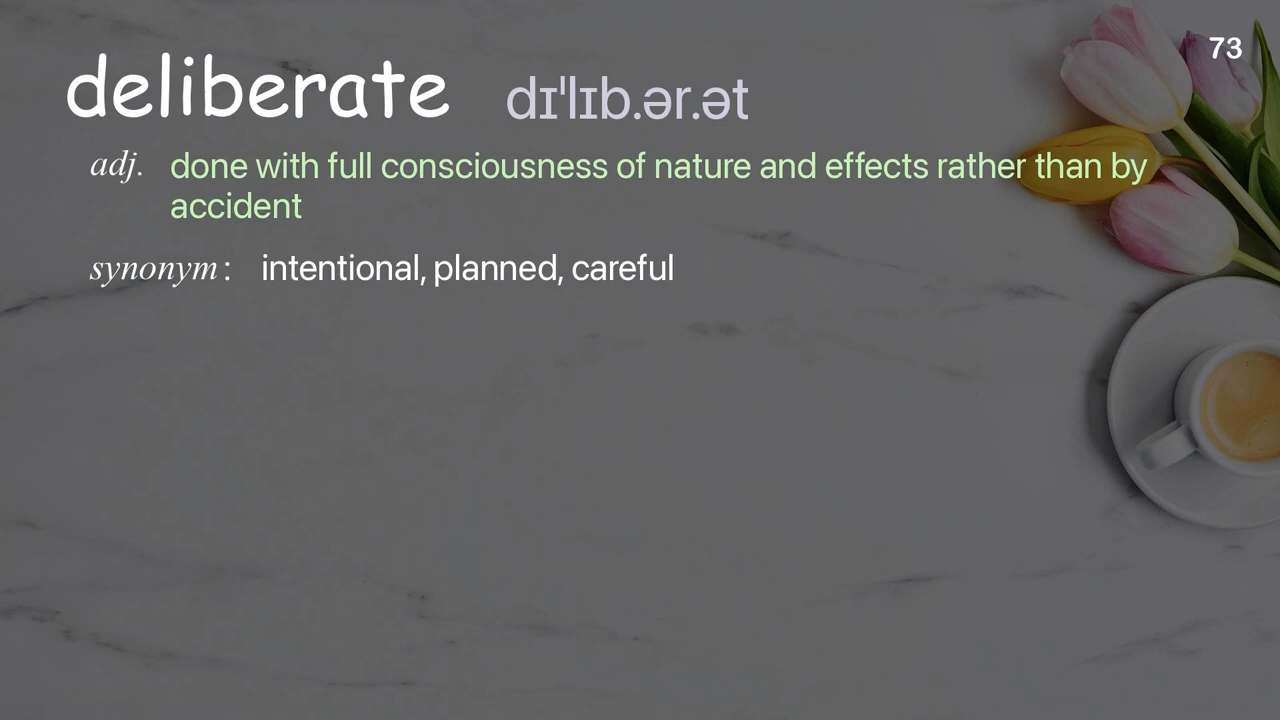 73
deliberate dɪˈlɪb.ər.ət
adj. done with full consciousness of nature and effects rather than by
accident
synonym: intentional, planned, careful